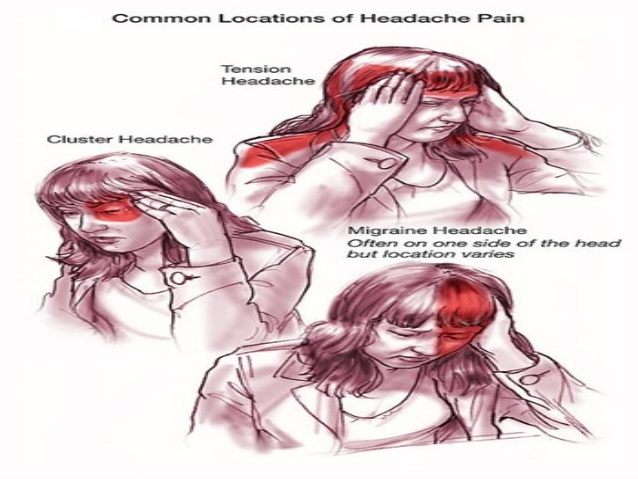 Common Locations of Headache Pain
Tension
Headache
Cluster Headache
Migraine Headache
Often on one side of the head
but location varies